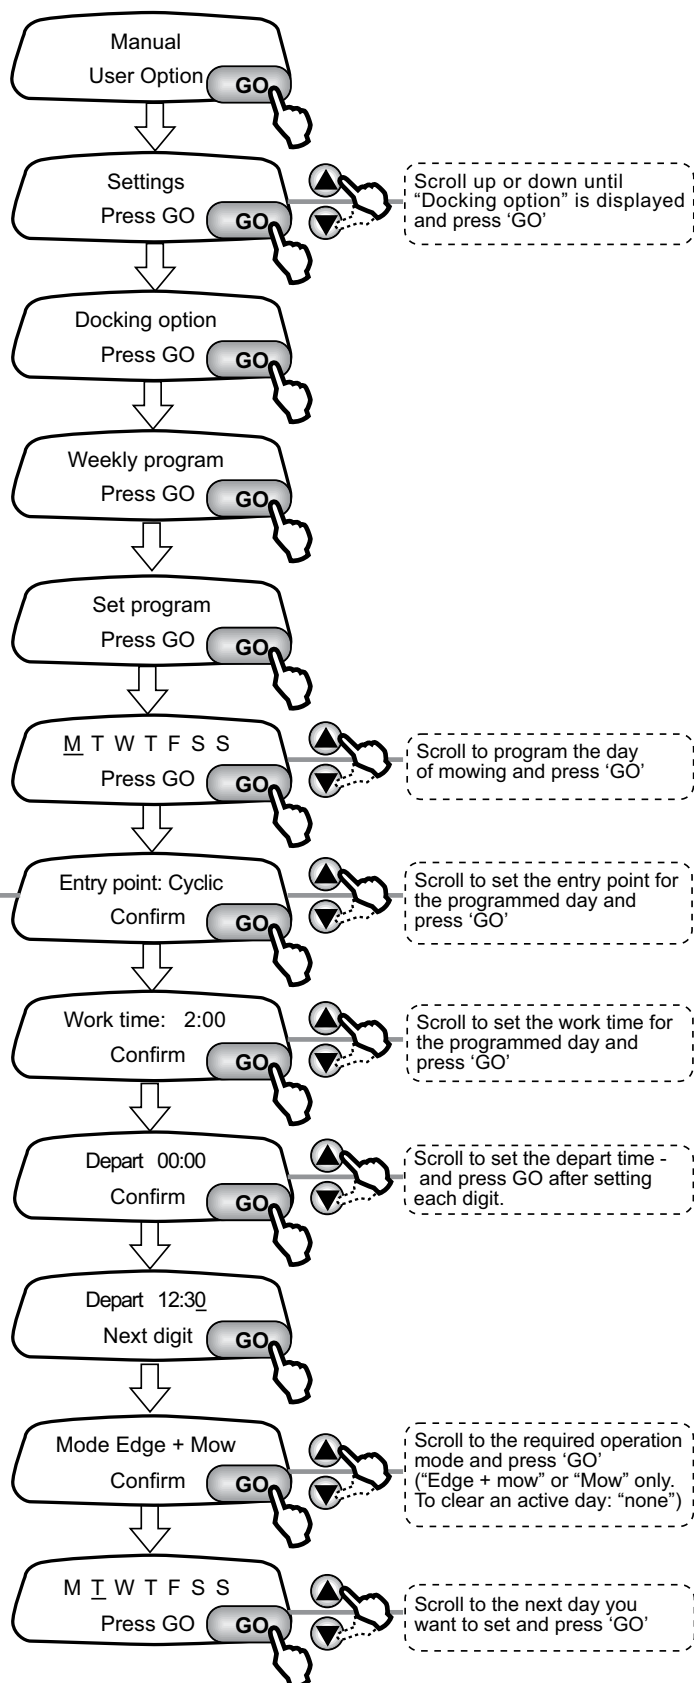 Manual
User Option GO
Settings
Press GO GO
Scroll up or down until
“Docking option” is displayed
and press ‘GO’
Docking option
Press GO GO
Weekly program
Press GO GO
Set program
Press GO GO
M T W T F S S
Press GO GO
Scroll to program the day
of mowing and press ‘GO’
Entry point: Cyclic
Confirm GO
Scroll to set the entry point for
the programmed day and
press ‘GO’
Work time: 2:00
Confirm GO
Scroll to set the work time for
the programmed day and
press ‘GO’
Depart 00:00
Confirm GO
Scroll to set the depart time -
and press GO after setting
each digit.
Depart 12:30
Next digit GO
Mode Edge + Mow
Confirm GO
Scroll to the required operation
mode and press ‘GO’
(“Edge + mow” or “Mow” only.
To clear an active day: “none”)
M T W T F S S
Press GO GO
Scroll to the next day you
want to set and press ‘GO’